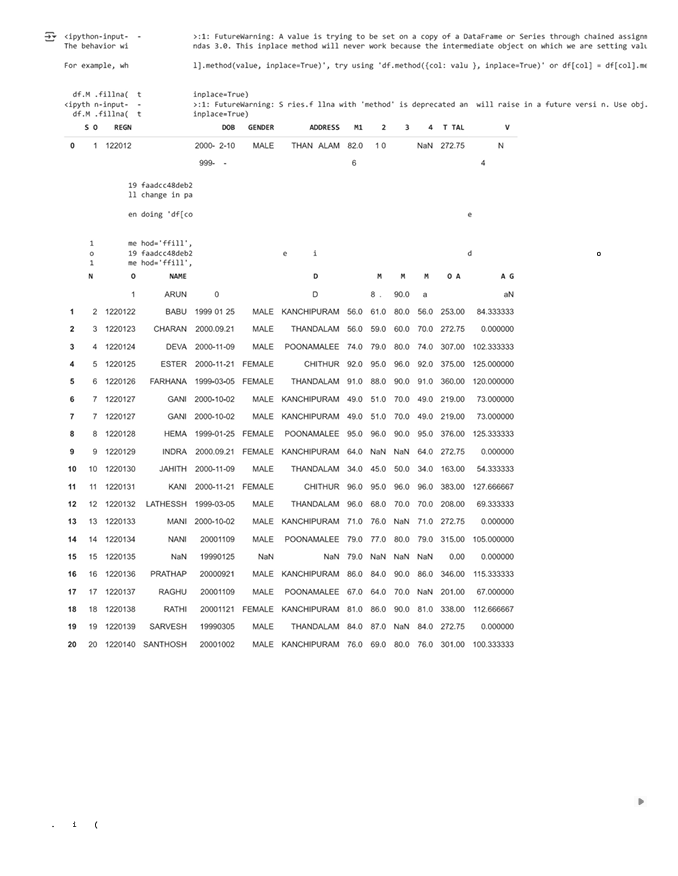 <ipython-input- - >:1: FutureWarning: A value is trying to be set on a copy of a DataFrame or Series through chained assignm
The behavior wi ndas 3.0. This inplace method will never work because the intermediate object on which we are setting valu
For example, wh l].method(value, inplace=True)', try using 'df.method({col: valu }, inplace=True)' or df[col] = df[col].me
df.M .fillna( t inplace=True)
<ipyth n-input- - >:1: FutureWarning: S ries.f llna with 'method' is deprecated an will raise in a future versi n. Use obj.
df.M .fillna( t inplace=True)
S O REGN DOB GENDER ADDRESS M1 2 3 4 T TAL V
0 1 122012 2000- 2-10 MALE THAN ALAM 82.0 1 0 NaN 272.75 N
999- - 6 4
19 faadcc48deb2
ll change in pa
en doing 'df[co e
1 me hod='ffill',
o 19 faadcc48deb2 e i d o
1 me hod='ffill',
N O NAME D M M M O A A G
1 ARUN 0 D 8 . 90.0 a aN
1 2 1220122 BABU 1999 01 25 MALE KANCHIPURAM 56.0 61.0 80.0 56.0 253.00 84.333333
2 3 1220123 CHARAN 2000.09.21 MALE THANDALAM 56.0 59.0 60.0 70.0 272.75 0.000000
3 4 1220124 DEVA 2000-11-09 MALE POONAMALEE 74.0 79.0 80.0 74.0 307.00 102.333333
4 5 1220125 ESTER 2000-11-21 FEMALE CHITHUR 92.0 95.0 96.0 92.0 375.00 125.000000
5 6 1220126 FARHANA 1999-03-05 FEMALE THANDALAM 91.0 88.0 90.0 91.0 360.00 120.000000
6 7 1220127 GANI 2000-10-02 MALE KANCHIPURAM 49.0 51.0 70.0 49.0 219.00 73.000000
7 7 1220127 GANI 2000-10-02 MALE KANCHIPURAM 49.0 51.0 70.0 49.0 219.00 73.000000
8 8 1220128 HEMA 1999-01-25 FEMALE POONAMALEE 95.0 96.0 90.0 95.0 376.00 125.333333
9 9 1220129 INDRA 2000.09.21 FEMALE KANCHIPURAM 64.0 NaN NaN 64.0 272.75 0.000000
10 10 1220130 JAHITH 2000-11-09 MALE THANDALAM 34.0 45.0 50.0 34.0 163.00 54.333333
11 11 1220131 KANI 2000-11-21 FEMALE CHITHUR 96.0 95.0 96.0 96.0 383.00 127.666667
12 12 1220132 LATHESSH 1999-03-05 MALE THANDALAM 96.0 68.0 70.0 70.0 208.00 69.333333
13 13 1220133 MANI 2000-10-02 MALE KANCHIPURAM 71.0 76.0 NaN 71.0 272.75 0.000000
14 14 1220134 NANI 20001109 MALE POONAMALEE 79.0 77.0 80.0 79.0 315.00 105.000000
15 15 1220135 NaN 19990125 NaN NaN 79.0 NaN NaN NaN 0.00 0.000000
16 16 1220136 PRATHAP 20000921 MALE KANCHIPURAM 86.0 84.0 90.0 86.0 346.00 115.333333
17 17 1220137 RAGHU 20001109 MALE POONAMALEE 67.0 64.0 70.0 NaN 201.00 67.000000
18 18 1220138 RATHI 20001121 FEMALE KANCHIPURAM 81.0 86.0 90.0 81.0 338.00 112.666667
19 19 1220139 SARVESH 19990305 MALE THANDALAM 84.0 87.0 NaN 84.0 272.75 0.000000
20 20 1220140 SANTHOSH 20001002 MALE KANCHIPURAM 76.0 69.0 80.0 76.0 301.00 100.333333
. i (